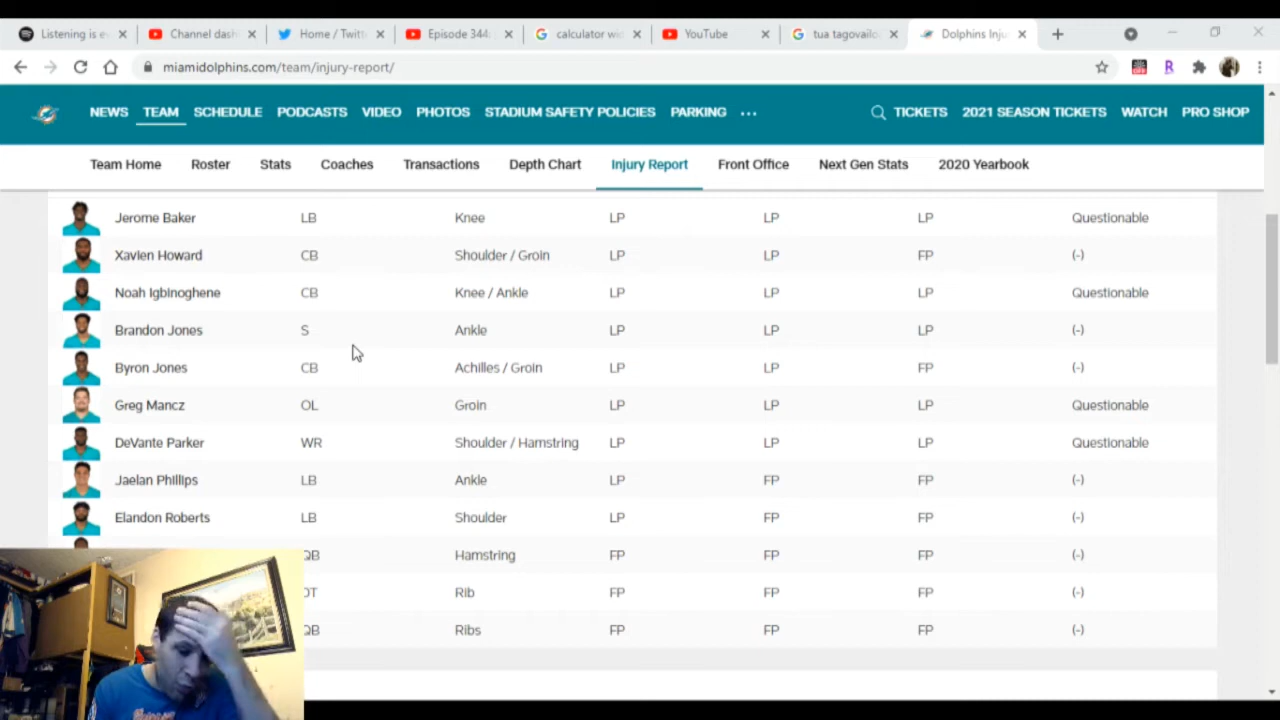 Listening is e
Channel dash
Home / Twitt
Episode 344:
calculator wid
YouTube
tua tagovailo
Dolphins Inju
miamidolphins.com/team/injury-report/
OFF
R
NEWS TEAM SCHEDULE PODCASTS VIDEO PHOTOS STADIUM SAFETY POLICIES PARKING ... TICKETS 2021 SEASON TICKETS WATCH PRO SHOP
Team Home Roster Stats Coaches Transactions Depth Chart Injury Report Front Office Next Gen Stats 2020 Yearbook
Jerome Baker LB Knee LP LP LP Questionable
Xavien Howard CB Shoulder / Groin LP LP FP (-)
Noah Igbinoghene CB Knee / Ankle LP LP LP Questionable
Brandon Jones S Ankle LP LP LP (-)
Byron Jones CB Achilles / Groin LP LP FP (-)
Greg Mancz OL Groin LP LP LP Questionable
DeVante Parker WR Shoulder / Hamstring LP LP LP Questionable
Jaelan Phillips LB Ankle LP FP FP (-)
Elandon Roberts LB Shoulder LP FP FP (-)
QB Hamstring FP FP FP (-)
DT Rib FP FP FP (-)
QB Ribs FP FP FP (-)